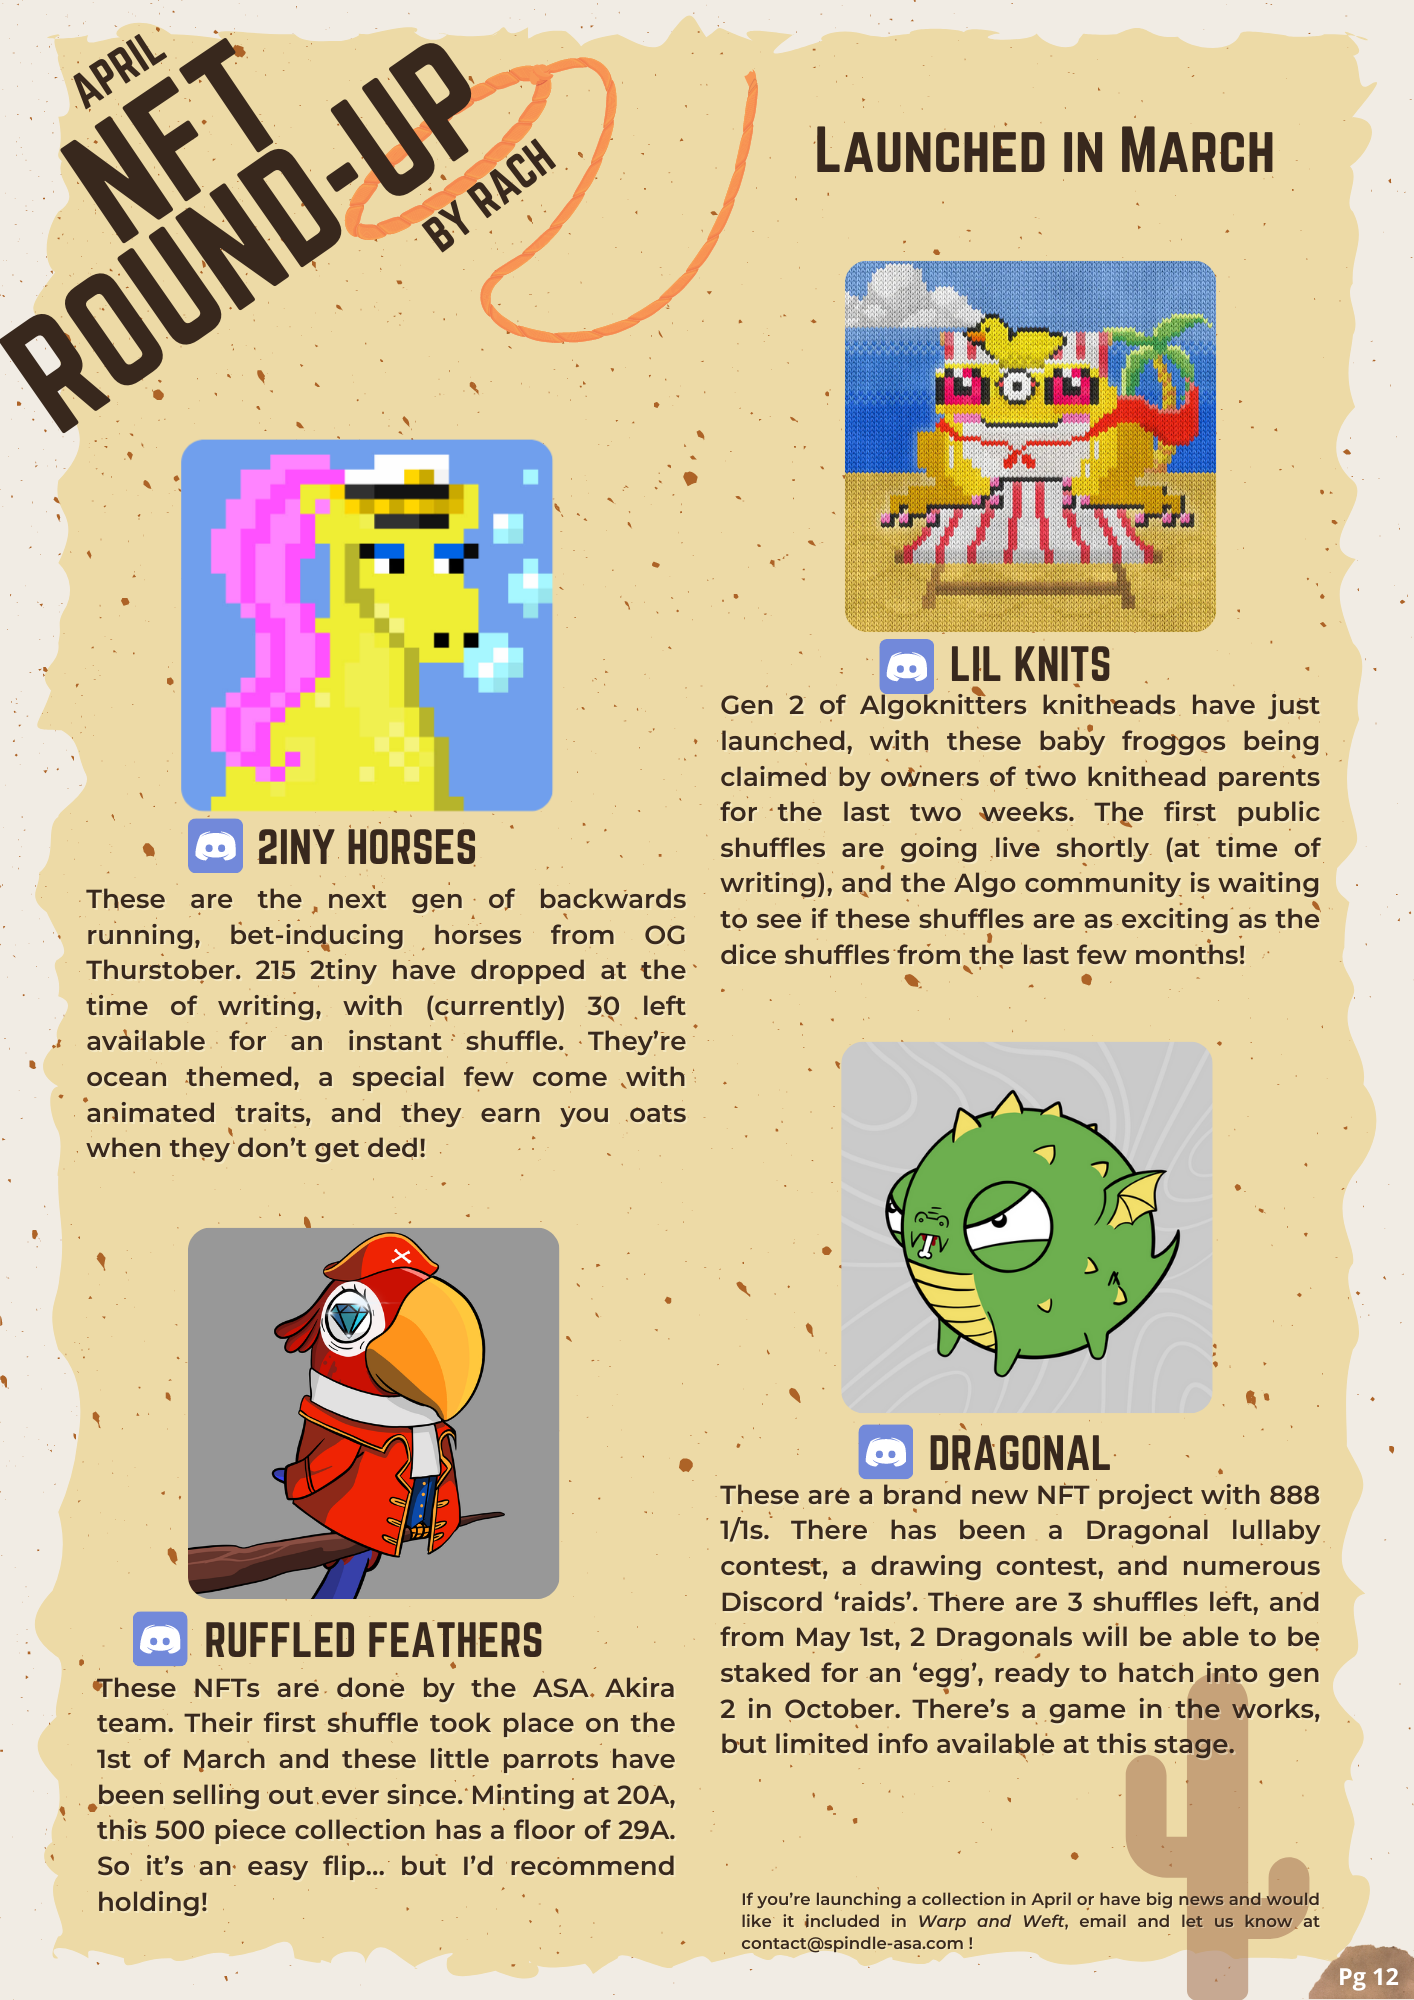 APRIL
NFT
ROUND-UP
BY RACH
2INY HORSES
These are the next gen of backwards
running, bet-inducing horses from OG
Thurstober. 215 2tiny have dropped at the
time of writing, with (currently) 30 left
available for an instant shuffle. They're
ocean themed, a special few come with
animated traits, and they earn you oats
when they don't get ded!
RUFFLED FEATHERS
These NFTs are done by the ASA Akira
team. Their first shuffle took place on the
1st of March and these little parrots have
been selling out ever since. Minting at 20A,
this 500 piece collection has a floor of 29A.
So it's an easy flip... but I'd recommend
holding!
LAUNCHED IN MARCH
LIL KNITS
Gen 2 of Algoknitters knitheads have just
launched, with these baby froggos being
claimed by owners of two knithead parents
for the last two weeks. The first public
shuffles are going live shortly (at time of
writing), and the Algo community is waiting
to see if these shuffles are as exciting as the
dice shuffles from the last few months!
DRAGONAL
These are a brand new NFT project with 888
1/1s. There has been a Dragonal lullaby
contest, a drawing contest, and numerous
Discord 'raids'. There are 3 shuffles left, and
from May 1st, 2 Dragonals will be able to be
staked for an 'egg', ready to hatch into gen
2 in October. There's a game in the works,
but limited info available at this stage.
If you're launching a collection in April or have big news and would
like it included in Warp and Weft, email and let us know at
contact@spindle-asa.com !
Pg 12